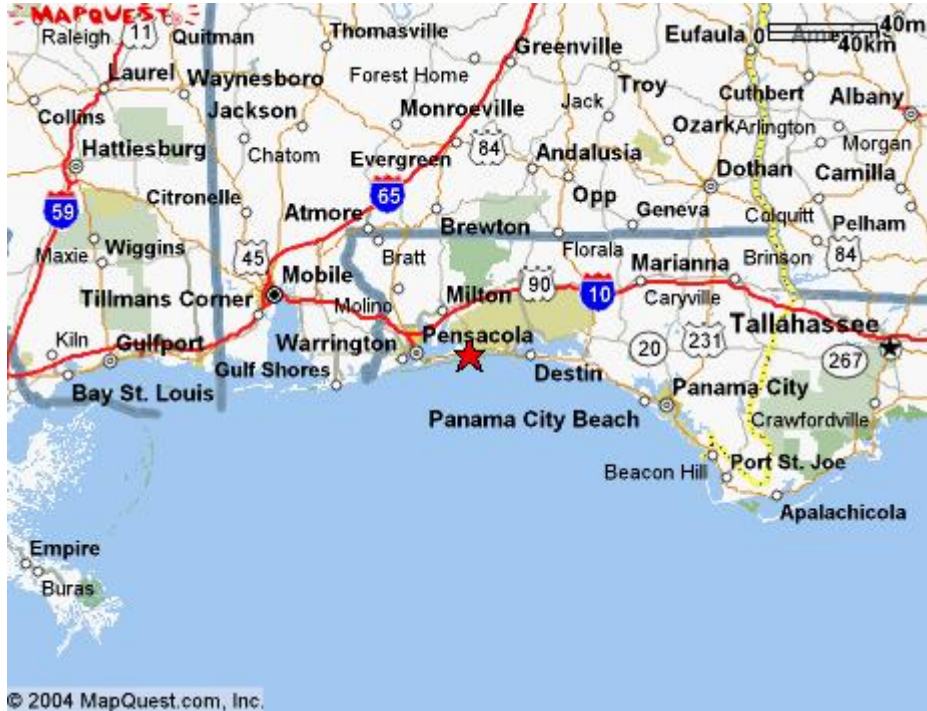 MAPQUEST
Raleigh
11
Quitman
Thomasville
Greenville
Eufaula
0
40m
40km
Americus
Laurel
Waynesboro
Forest Home
Troy
Cuthbert
Albany
Collins
Jackson
Monroeville
Jack
Ozark
Arlington
Morgan
Hattiesburg
Chatom
Evergreen
84
Andalusia
Dothan
Camilla
59
Citronelle
65
Opp
Geneva
Colquitt
Pelham
Atmore
Brewton
Florala
Maxie
Wiggins
45
Bratt
Marianna
Brinson
84
Mobile
90
10
Tillmans Corner
Molino
Milton
Caryville
Tallahassee
Kiln
Gulfport
Warrington
Pensacola
20
231
267
Gulf Shores
Destin
Bay St. Louis
Panama City
Panama City Beach
Crawfordville
Beacon Hill
Port St. Joe
Apalachicola
Empire
Buras
© 2004 MapQuest.com, Inc.